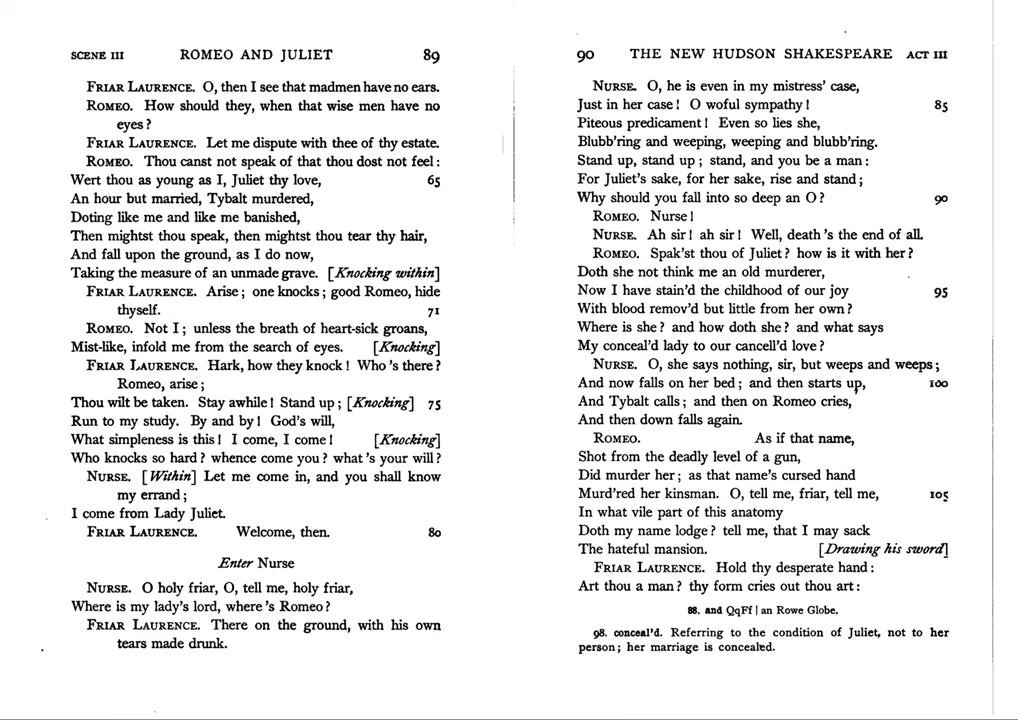 SCENE III ROMEO AND JULIET 89
FRIAR LAURENCE. O, then I see that madmen have no ears.
ROMEO. How should they, when that wise men have no
eyes?
FRIAR LAURENCE. Let me dispute with thee of thy estate.
ROMEO. Thou canst not speak of that thou dost not feel:
Wert thou as young as I, Juliet thy love, 65
An hour but married, Tybalt murdered,
Doting like me and like me banished,
Then mightst thou speak, then mightst thou tear thy hair,
And fall upon the ground, as I do now,
Taking the measure of an unmade grave. [Knocking within]
FRIAR LAURENCE. Arise; one knocks; good Romeo, hide
thyself. 71
ROMEO. Not I; unless the breath of heart-sick groans,
Mist-like, infold me from the search of eyes. [Knocking]
FRIAR LAURENCE. Hark, how they knock! Who's there?
Romeo, arise;
Thou wilt be taken. Stay awhile! Stand up; [Knocking] 75
Run to my study. By and by! God's will,
What simpleness is this! I come, I come! [Knocking]
Who knocks so hard? whence come you? what's your will?
NURSE. [Within] Let me come in, and you shall know
my errand;
I come from Lady Juliet.
FRIAR LAURENCE. Welcome, then. 80
Enter Nurse
NURSE. O holy friar, O, tell me, holy friar,
Where is my lady's lord, where's Romeo?
FRIAR LAURENCE. There on the ground, with his own
tears made drunk.
90 THE NEW HUDSON SHAKESPEARE ACT III
NURSE. O, he is even in my mistress' case,
Just in her case! O woful sympathy! 85
Piteous predicament! Even so lies she,
Blubb'ring and weeping, weeping and blubb'ring.
Stand up, stand up; stand, and you be a man:
For Juliet's sake, for her sake, rise and stand;
Why should you fall into so deep an O? 90
ROMEO. Nurse!
NURSE. Ah sir! ah sir! Well, death's the end of all.
ROMEO. Spak'st thou of Juliet? how is it with her?
Doth she not think me an old murderer,
Now I have stain'd the childhood of our joy 95
With blood remov'd but little from her own?
Where is she? and how doth she? and what says
My conceal'd lady to our cancell'd love?
NURSE. O, she says nothing, sir, but weeps and weeps;
And now falls on her bed; and then starts up, 100
And Tybalt calls; and then on Romeo cries,
And then down falls again.
ROMEO. As if that name,
Shot from the deadly level of a gun,
Did murder her; as that name's cursed hand
Murd'red her kinsman. O, tell me, friar, tell me, 105
In what vile part of this anatomy
Doth my name lodge? tell me, that I may sack
The hateful mansion. [Drawing his sword]
FRIAR LAURENCE. Hold thy desperate hand:
Art thou a man? thy form cries out thou art:
88. and QqFf | an Rowe Globe.
98. conceal'd. Referring to the condition of Juliet, not to her
person; her marriage is concealed.